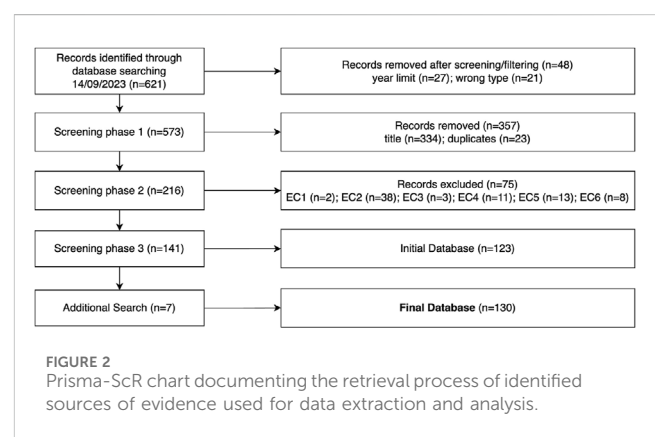 Records identified through
database searching
14/09/2023 (n=621)
Records removed after screening/filtering (n=48)
year limit (n=27); wrong type (n=21)
Screening phase 1 (n=573)
Records removed (n=357)
title (n=334); duplicates (n=23)
Screening phase 2 (n=216)
Records excluded (n=75)
EC1 (n=2); EC2 (n=38); EC3 (n=3); EC4 (n=11); EC5 (n=13); EC6 (n=8)
Screening phase 3 (n=141)
Initial Database (n=123)
Additional Search (n=7)
Final Database (n=130)
FIGURE 2
Prisma-ScR chart documenting the retrieval process of identified
sources of evidence used for data extraction and analysis.